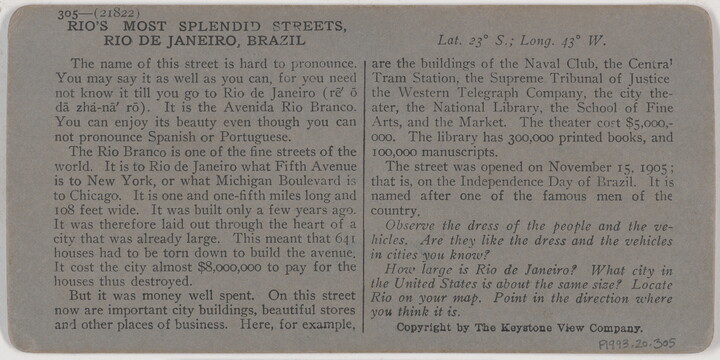 305—(21822)
RIO'S MOST SPLENDID STREETS,
RIO DE JANEIRO, BRAZIL
Lat. 23° S.; Long. 43° W.
The name of this street is hard to pronounce.
You may say it as well as you can, for you need
not know it till you go to Rio de Janeiro (rē' ō
dā zhá-nā' rō). It is the Avenida Rio Branco.
You can enjoy its beauty even though you can
not pronounce Spanish or Portuguese.
The Rio Branco is one of the fine streets of the
world. It is to Rio de Janeiro what Fifth Avenue
is to New York, or what Michigan Boulevard is
to Chicago. It is one and one-fifth miles long and
108 feet wide. It was built only a few years ago.
It was therefore laid out through the heart of a
city that was already large. This meant that 641
houses had to be torn down to build the avenue.
It cost the city almost $8,000,000 to pay for the
houses thus destroyed.
But it was money well spent. On this street
now are important city buildings, beautiful stores
and other places of business. Here, for example,
are the buildings of the Naval Club, the Central
Tram Station, the Supreme Tribunal of Justice
the Western Telegraph Company, the city the-
ater, the National Library, the School of Fine
Arts, and the Market. The theater cost $5,000,-
000. The library has 300,000 printed books, and
100,000 manuscripts.
The street was opened on November 15, 1905;
that is, on the Independence Day of Brazil. It is
named after one of the famous men of the
country.
Observe the dress of the people and the ve-
hicles. Are they like the dress and the vehicles
in cities you know?
How large is Rio de Janeiro? What city in
the United States is about the same size? Locate
Rio on your map. Point in the direction where
you think it is.
Copyright by The Keystone View Company.
P1993.20.305